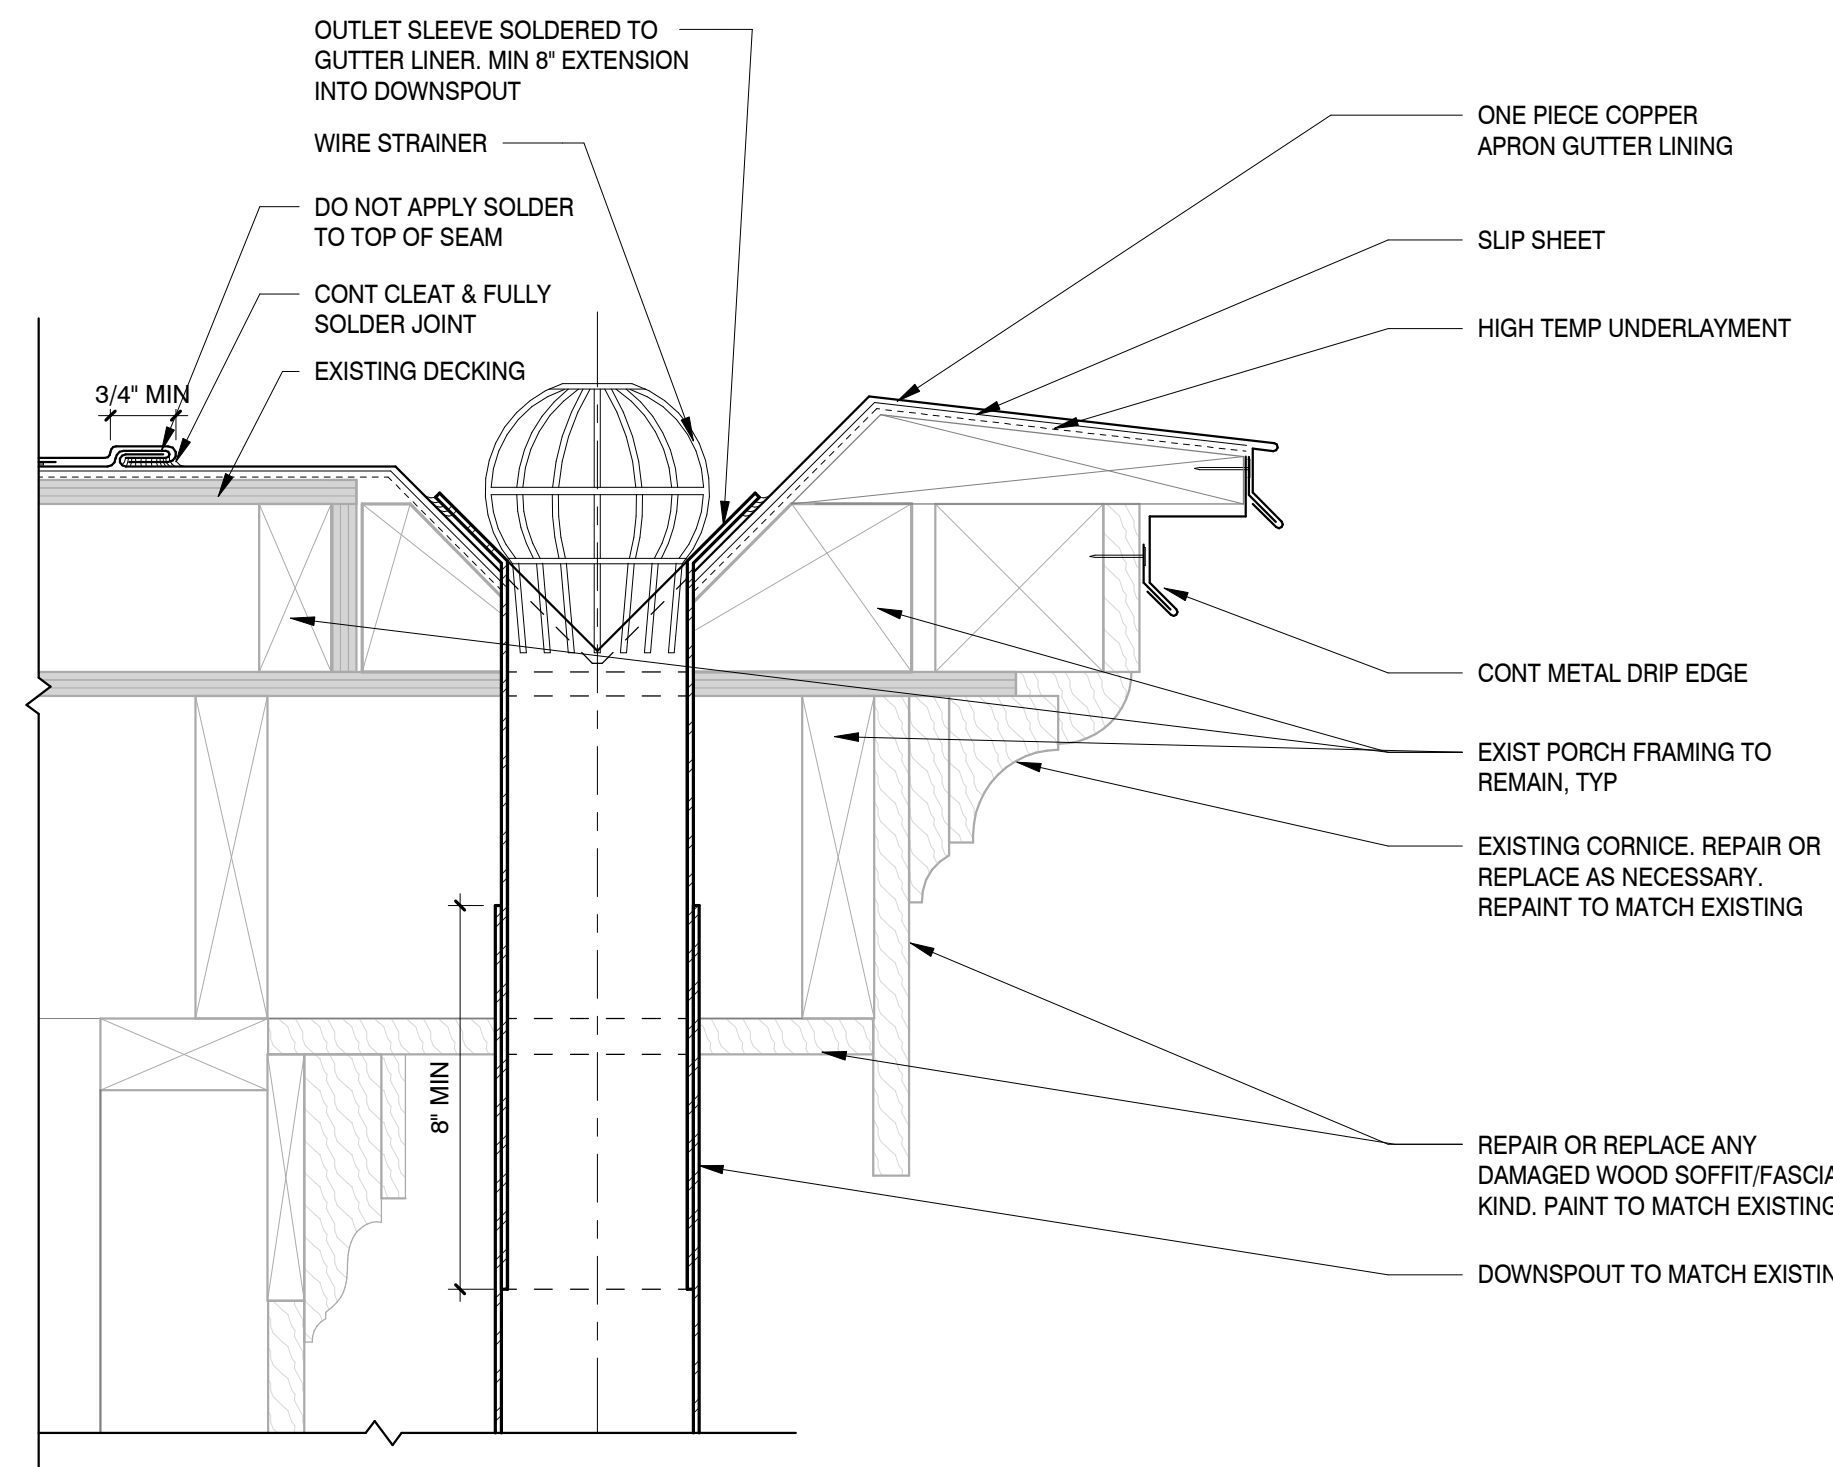 OUTLET SLEEVE SOLDERED TO
GUTTER LINER. MIN 8" EXTENSION
INTO DOWNSPOUT
WIRE STRAINER
DO NOT APPLY SOLDER
TO TOP OF SEAM
CONT CLEAT & FULLY
SOLDER JOINT
EXISTING DECKING
3/4" MIN
8" MIN
ONE PIECE COPPER
APRON GUTTER LINING
SLIP SHEET
HIGH TEMP UNDERLAYMENT
CONT METAL DRIP EDGE
EXIST PORCH FRAMING TO
REMAIN, TYP
EXISTING CORNICE. REPAIR OR
REPLACE AS NECESSARY.
REPAINT TO MATCH EXISTING
REPAIR OR REPLACE ANY
DAMAGED WOOD SOFFIT/FASCIA
KIND. PAINT TO MATCH EXISTING
DOWNSPOUT TO MATCH